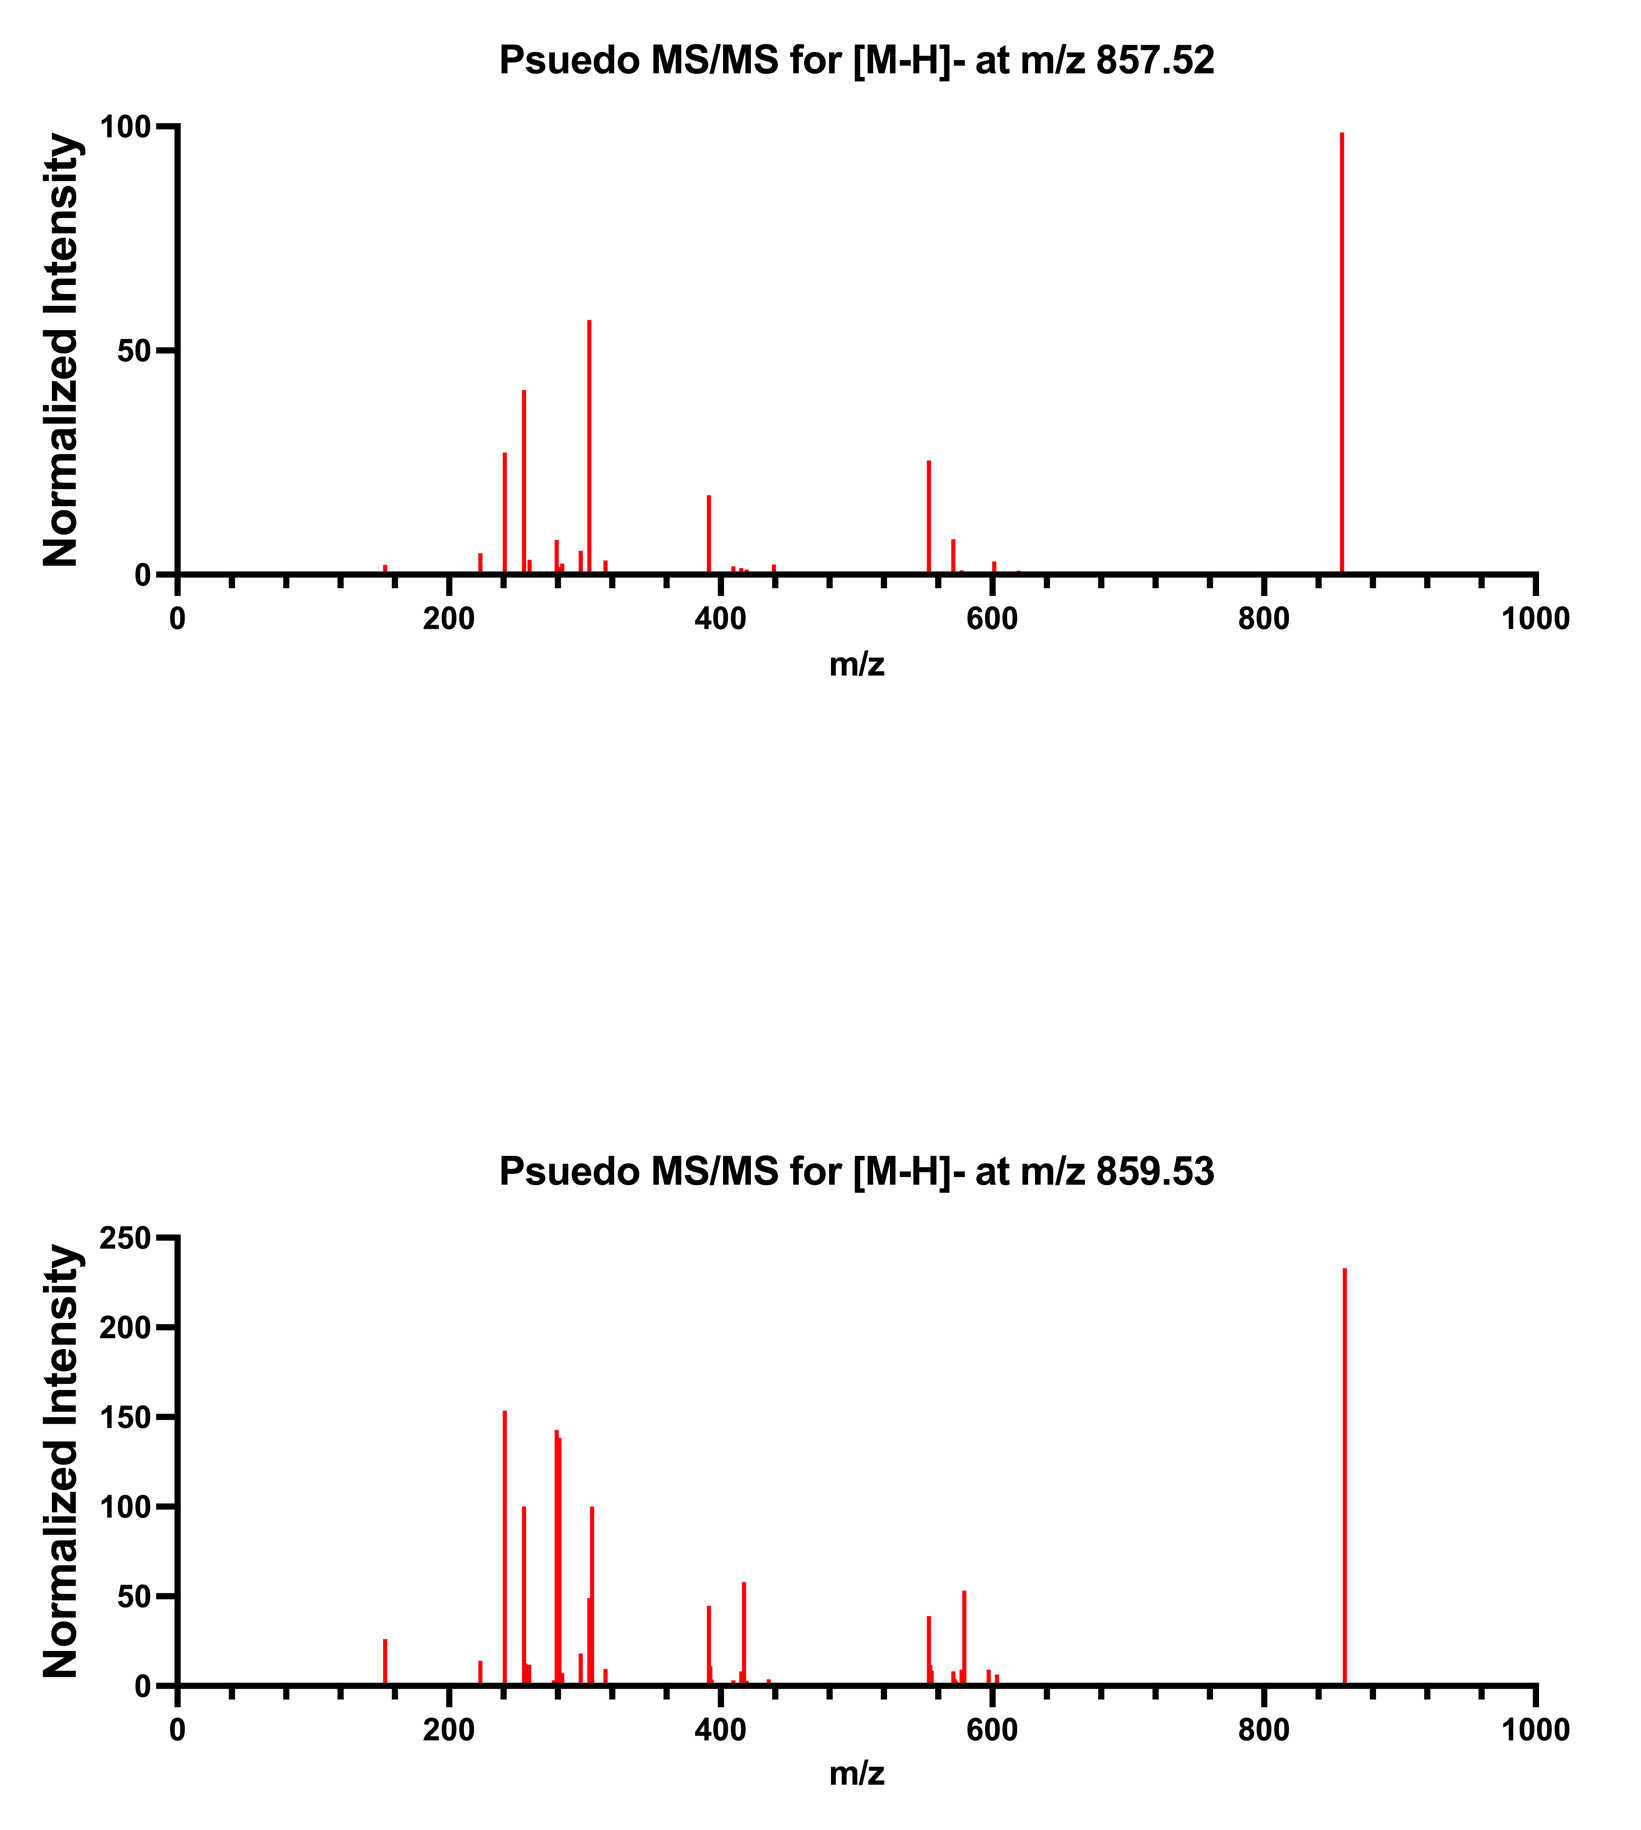 Psuedo MS/MS for [M-H]- at m/z 857.52
Normalized Intensity
100
50
0
0 200 400 600 800 1000
m/z
Psuedo MS/MS for [M-H]- at m/z 859.53
Normalized Intensity
250
200
150
100
50
0
0 200 400 600 800 1000
m/z